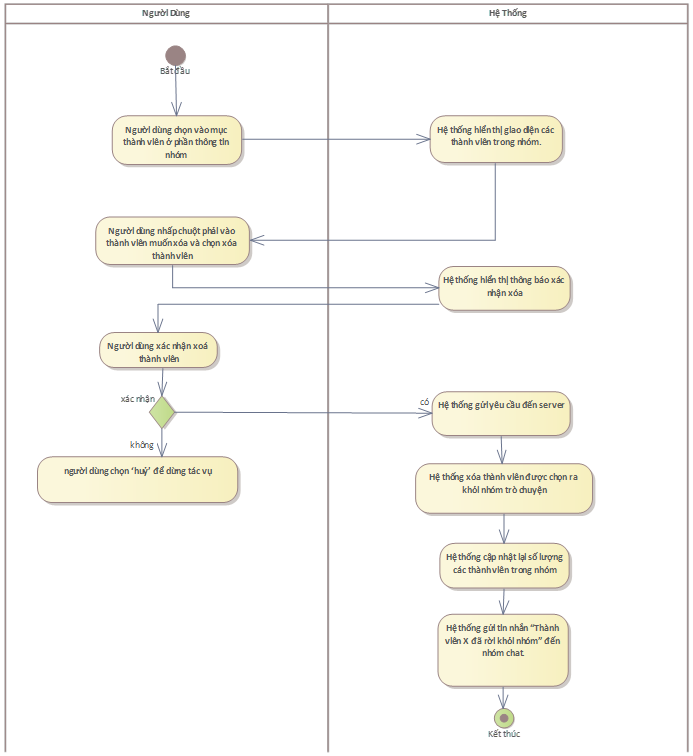 Người Dùng
Hệ Thống
Bắt đầu
Người dùng chọn vào mục
thành viên ở phần thông tin
nhóm
Hệ thống hiển thị giao diện các
thành viên trong nhóm.
Người dùng nhấp chuột phải vào
thành viên muốn xóa và chọn xóa
thành viên
Hệ thống hiển thị thông báo xác
nhận xóa
Người dùng xác nhận xoá
thành viên
xác nhận
có
Hệ thống gửi yêu cầu đến server
không
người dùng chọn ‘huỷ’ để dừng tác vụ
Hệ thống xóa thành viên được chọn ra
khỏi nhóm trò chuyện
Hệ thống cập nhật lại số lượng
các thành viên trong nhóm
Hệ thống gửi tin nhắn “Thành
viên X đã rời khỏi nhóm” đến
nhóm chat.
Kết thúc